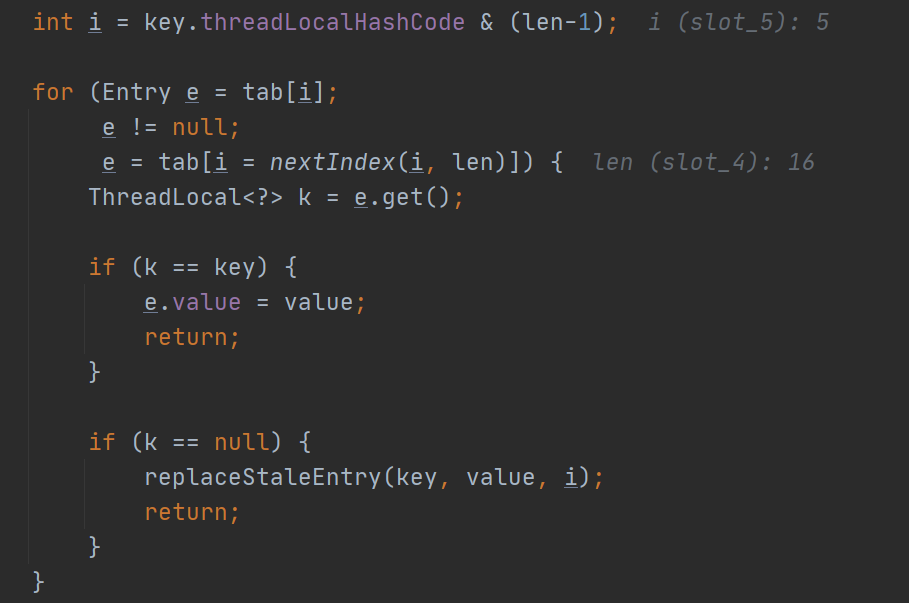 int i = key.threadLocalHashCode & (len-1);  i (slot_5): 5
for (Entry e = tab[i];
e != null;
e = tab[i = nextIndex(i, len)]) {  len (slot_4): 16
ThreadLocal<?> k = e.get();
if (k == key) {
e.value = value;
return;
}
if (k == null) {
replaceStaleEntry(key, value, i);
return;
}
}